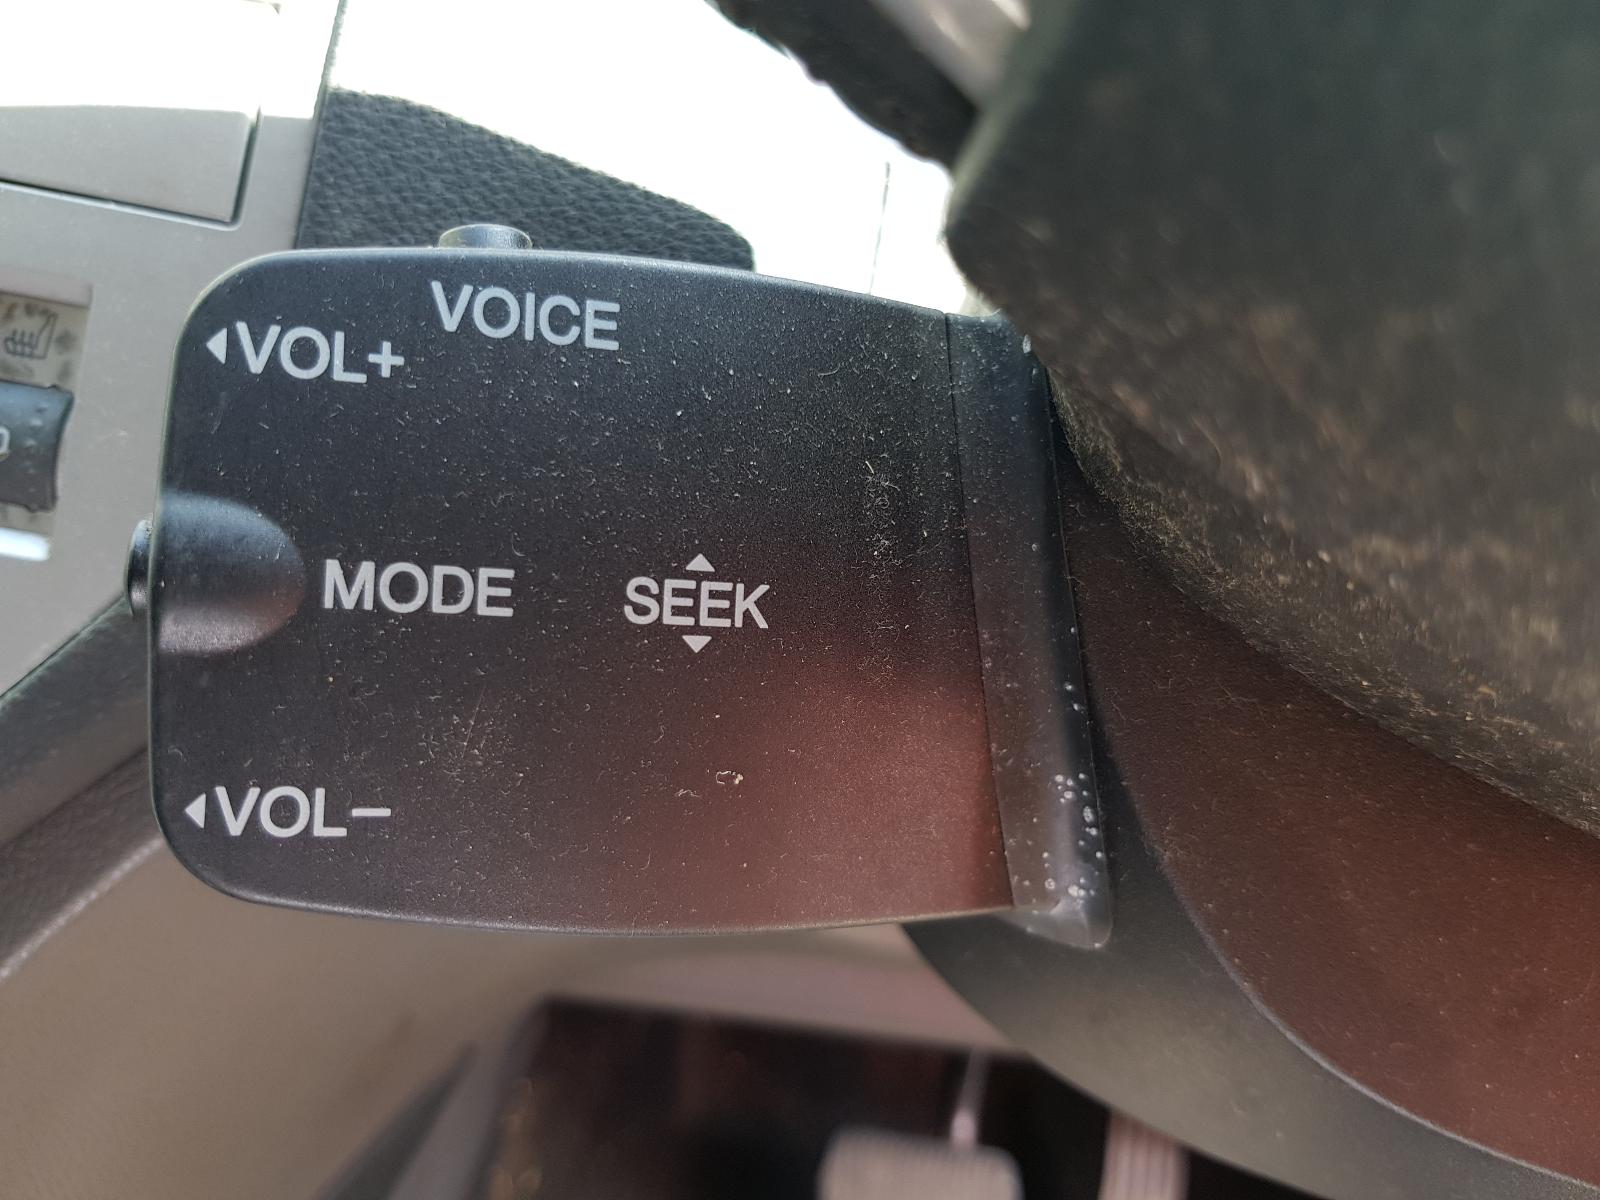 VOICE
◀VOL+
MODE
▲
SEEK
▼
◀VOL−